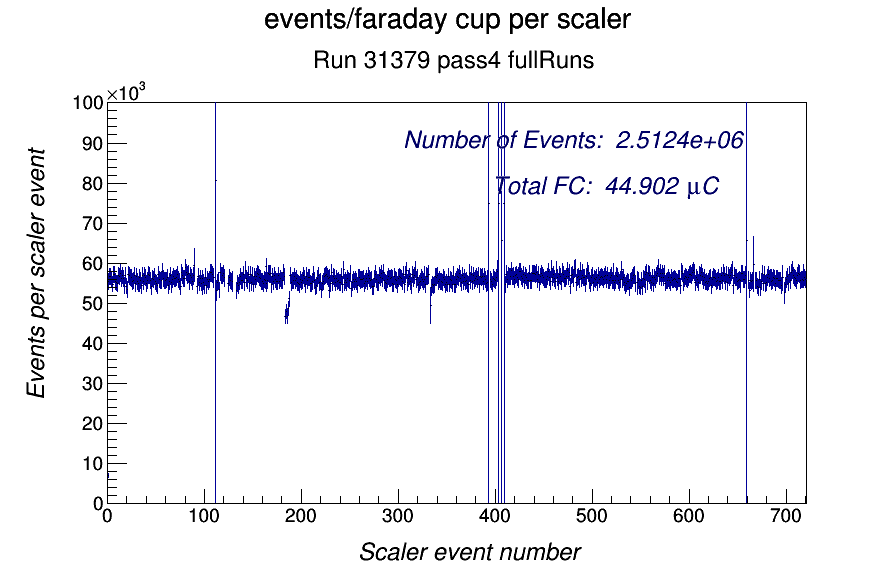 events/faraday cup per scaler
Run 31379 pass4 fullRuns
×10³
100
90
80
70
60
50
40
30
20
10
0
Events per scaler event
Number of Events: 2.5124e+06
Total FC: 44.902 μC
0 100 200 300 400 500 600 700
Scaler event number